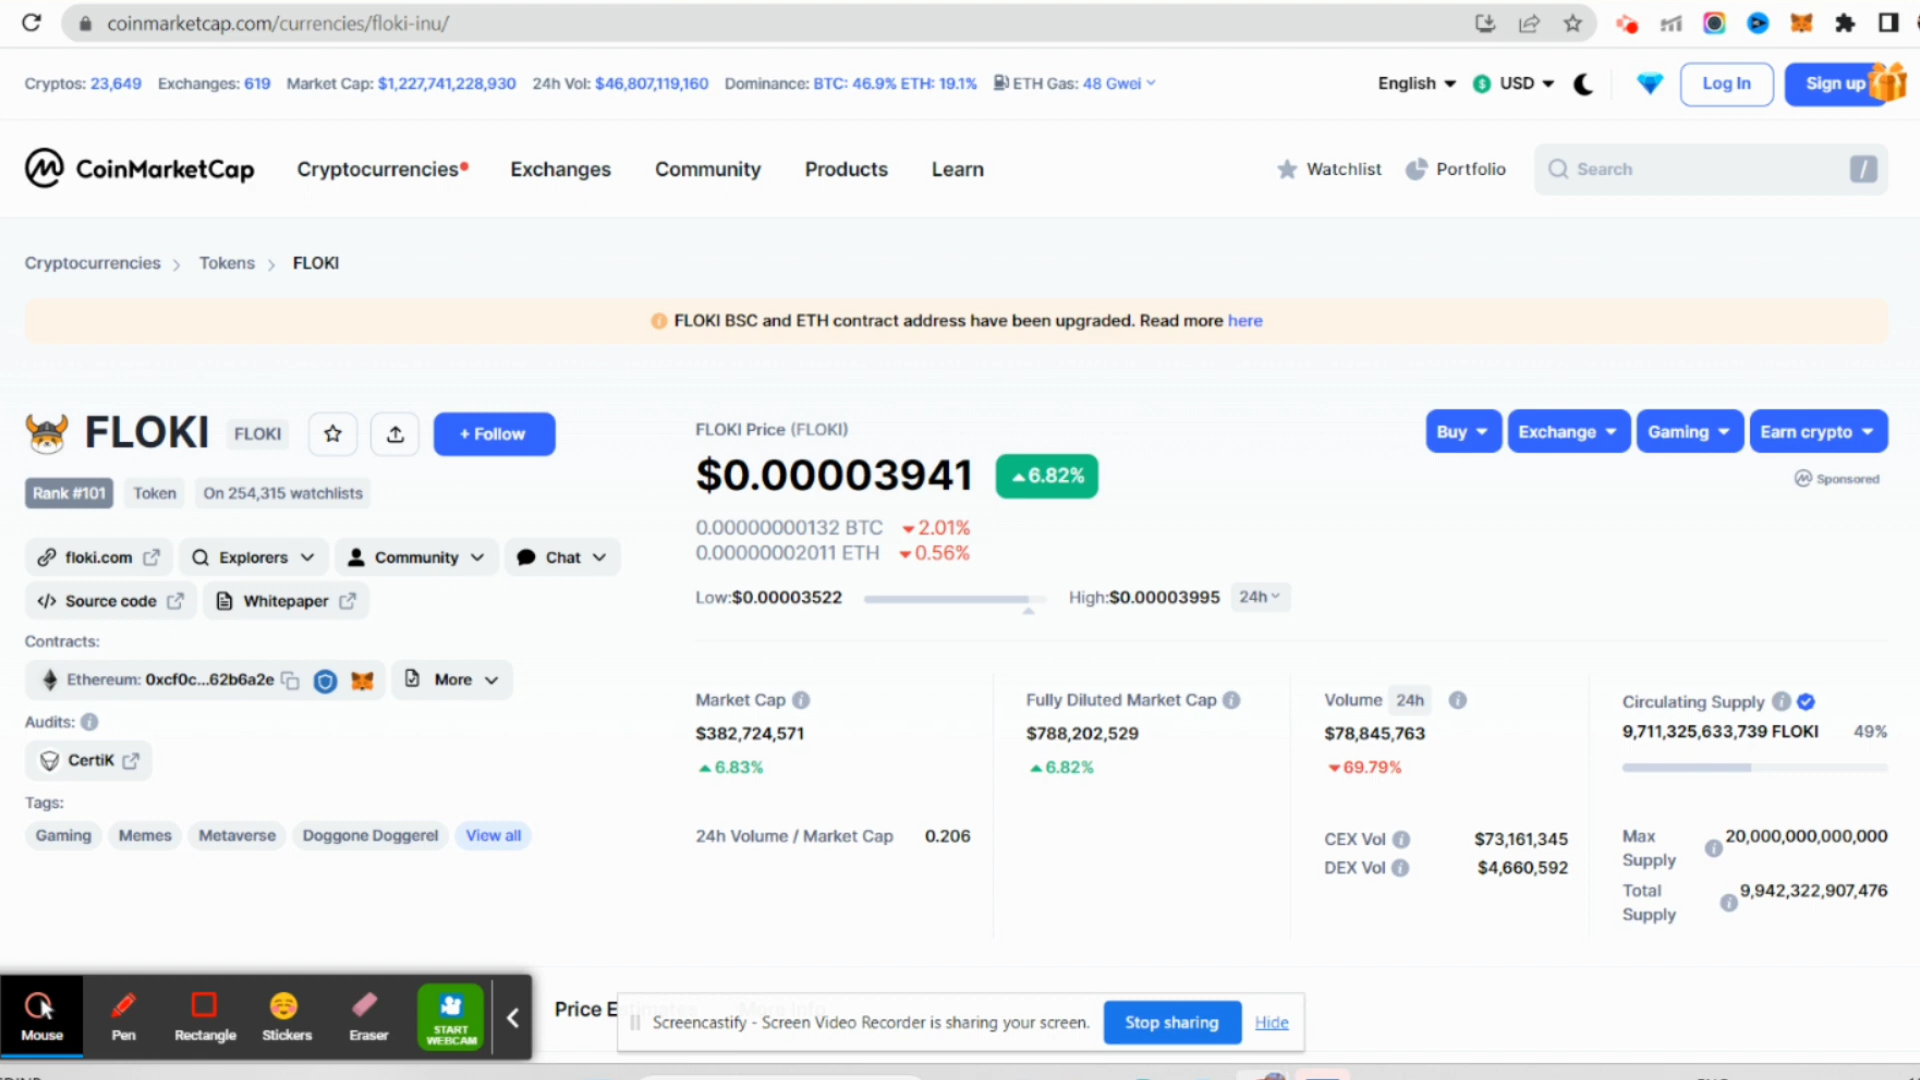 coinmarketcap.com/currencies/floki-inu/
Cryptos: 23,649 Exchanges: 619 Market Cap: $1,227,741,228,930 24h Vol: $46,807,119,160 Dominance: BTC: 46.9% ETH: 19.1% ETH Gas: 48 Gwei
English USD Log In Sign up
CoinMarketCap Cryptocurrencies Exchanges Community Products Learn Watchlist Portfolio Search /
Cryptocurrencies > Tokens > FLOKI
FLOKI BSC and ETH contract address have been upgraded. Read more here
FLOKI FLOKI + Follow
Rank #101 Token On 254,315 watchlists
floki.com Explorers Community Chat
Source code Whitepaper
Contracts:
Ethereum: 0xcf0c...62b6a2e More
Audits:
CertiK
Tags:
Gaming Memes Metaverse Doggone Doggerel View all
FLOKI Price (FLOKI)
$0.00003941 6.82%
0.00000000132 BTC 2.01%
0.00000002011 ETH 0.56%
Low:$0.00003522 High:$0.00003995 24h
Buy Exchange Gaming Earn crypto
Sponsored
Market Cap
$382,724,571
6.83%
24h Volume / Market Cap 0.206
Fully Diluted Market Cap
$788,202,529
6.82%
Volume 24h
$78,845,763
69.79%
CEX Vol $73,161,345
DEX Vol $4,660,592
Circulating Supply
9,711,325,633,739 FLOKI 49%
Max Supply 20,000,000,000,000
Total Supply 9,942,322,907,476
Mouse Pen Rectangle Stickers Eraser START WEBCAM
Price Estimates More Info
Screencastify - Screen Video Recorder is sharing your screen. Stop sharing Hide